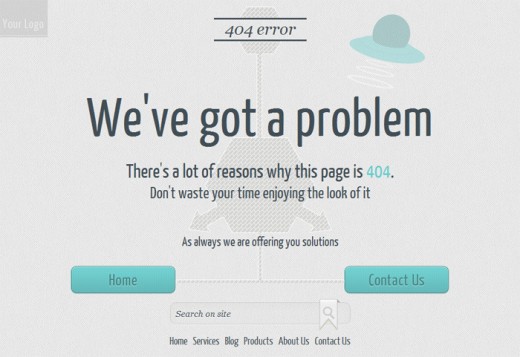 Your Logo
404 error
We've got a problem
There's a lot of reasons why this page is 404.
Don't waste your time enjoying the look of it
As always we are offering you solutions
Home
Contact Us
Search on site
Home Services Blog Products About Us Contact Us